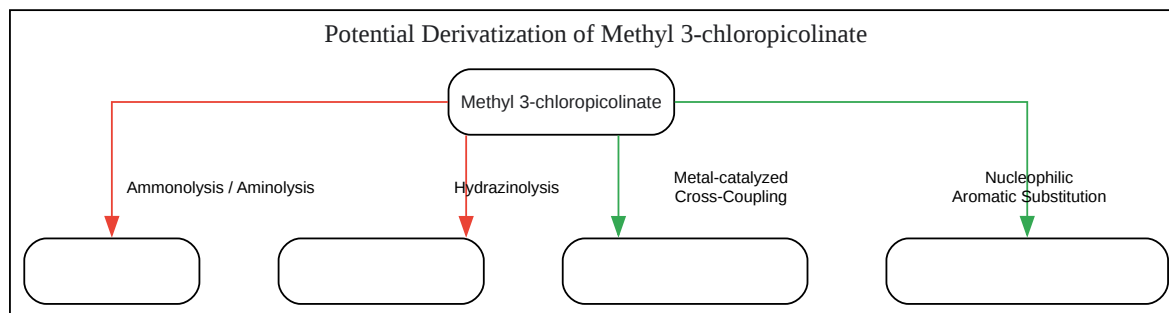 Potential Derivatization of Methyl 3-chloropicolinate
Methyl 3-chloropicolinate
Ammonolysis / Aminolysis
Hydrazinolysis
Metal-catalyzed
Cross-Coupling
Nucleophilic
Aromatic Substitution